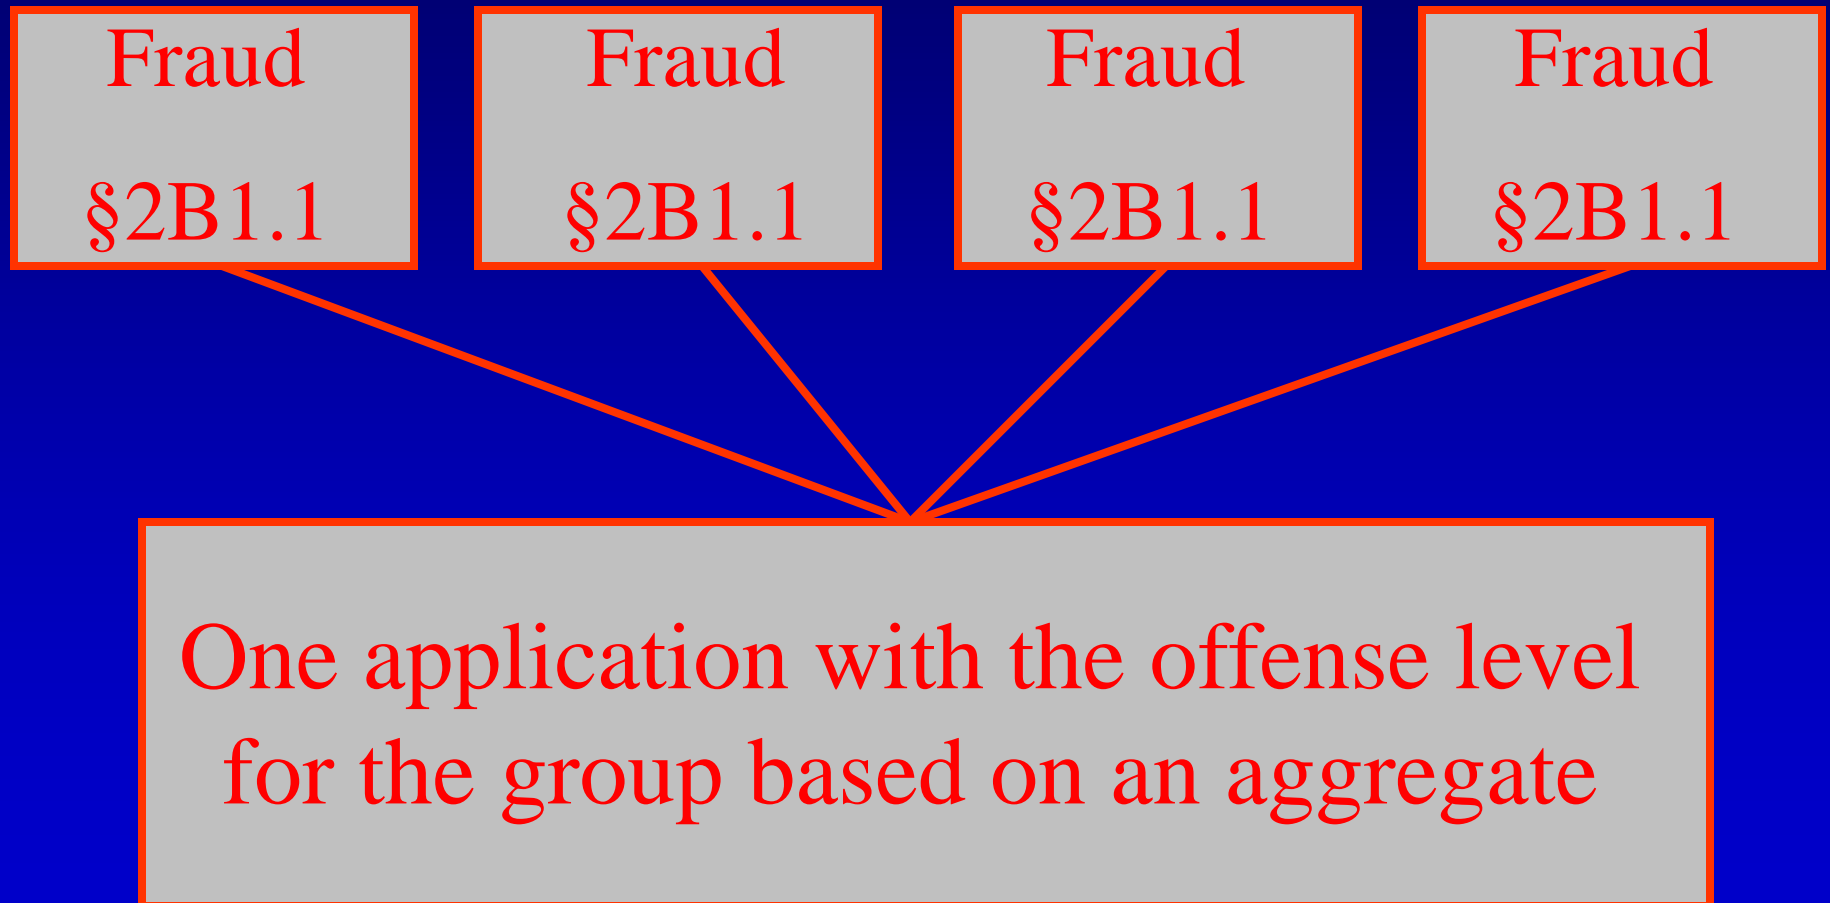 Fraud
§2B1.1
Fraud
§2B1.1
Fraud
§2B1.1
Fraud
§2B1.1
One application with the offense level
for the group based on an aggregate